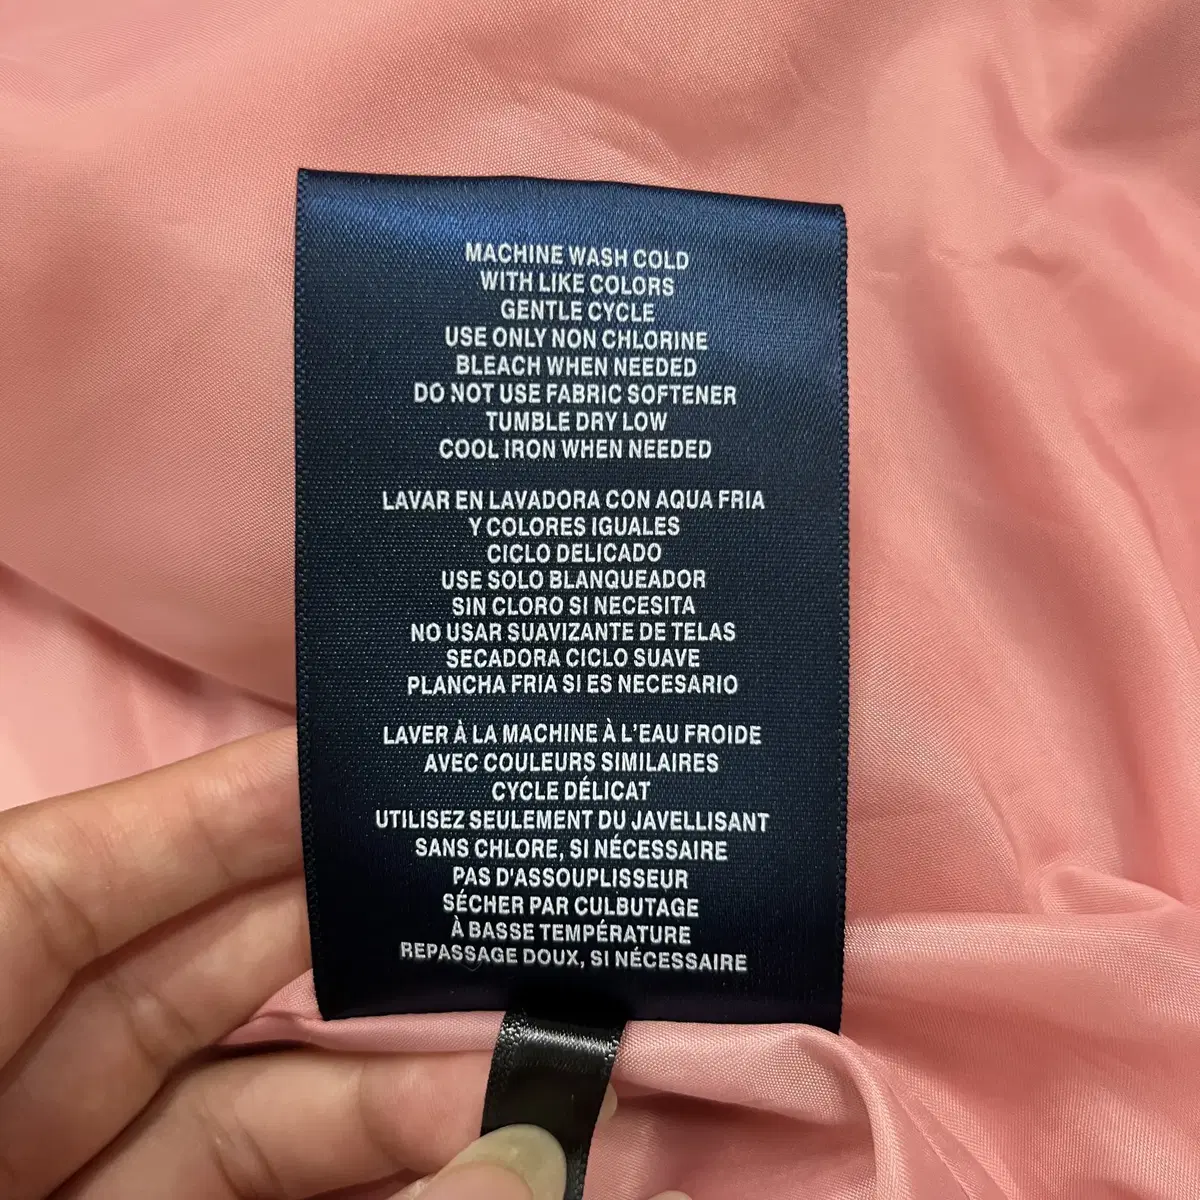 MACHINE WASH COLD
WITH LIKE COLORS
GENTLE CYCLE
USE ONLY NON CHLORINE
BLEACH WHEN NEEDED
DO NOT USE FABRIC SOFTENER
TUMBLE DRY LOW
COOL IRON WHEN NEEDED
LAVAR EN LAVADORA CON AQUA FRIA
Y COLORES IGUALES
CICLO DELICADO
USE SOLO BLANQUEADOR
SIN CLORO SI NECESITA
NO USAR SUAVIZANTE DE TELAS
SECADORA CICLO SUAVE
PLANCHA FRIA SI ES NECESARIO
LAVER À LA MACHINE À L'EAU FROIDE
AVEC COULEURS SIMILAIRES
CYCLE DÉLICAT
UTILISEZ SEULEMENT DU JAVELLISANT
SANS CHLORE, SI NÉCESSAIRE
PAS D'ASSOUPLISSEUR
SÉCHER PAR CULBUTAGE
À BASSE TEMPÉRATURE
REPASSAGE DOUX, SI NÉCESSAIRE